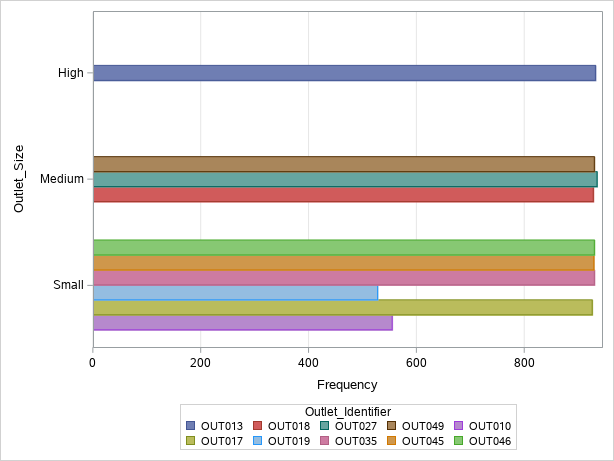 High
Medium
Small
Outlet_Size
0 200 400 600 800
Frequency
Outlet_Identifier
OUT013 OUT018 OUT027 OUT049 OUT010
OUT017 OUT019 OUT035 OUT045 OUT046